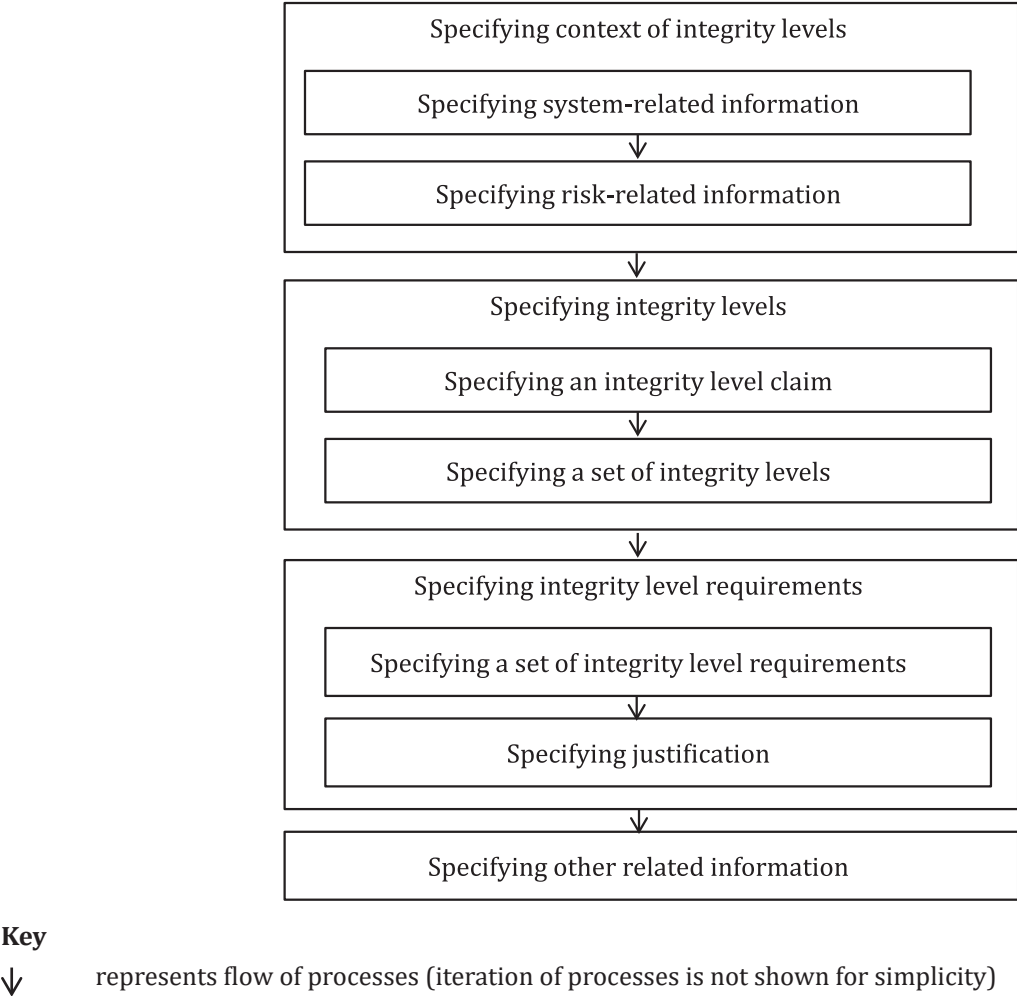 Specifying context of integrity levels
Specifying system-related information
Specifying risk-related information
Specifying integrity levels
Specifying an integrity level claim
Specifying a set of integrity levels
Specifying integrity level requirements
Specifying a set of integrity level requirements
Specifying justification
Specifying other related information
Key
represents flow of processes (iteration of processes is not shown for simplicity)